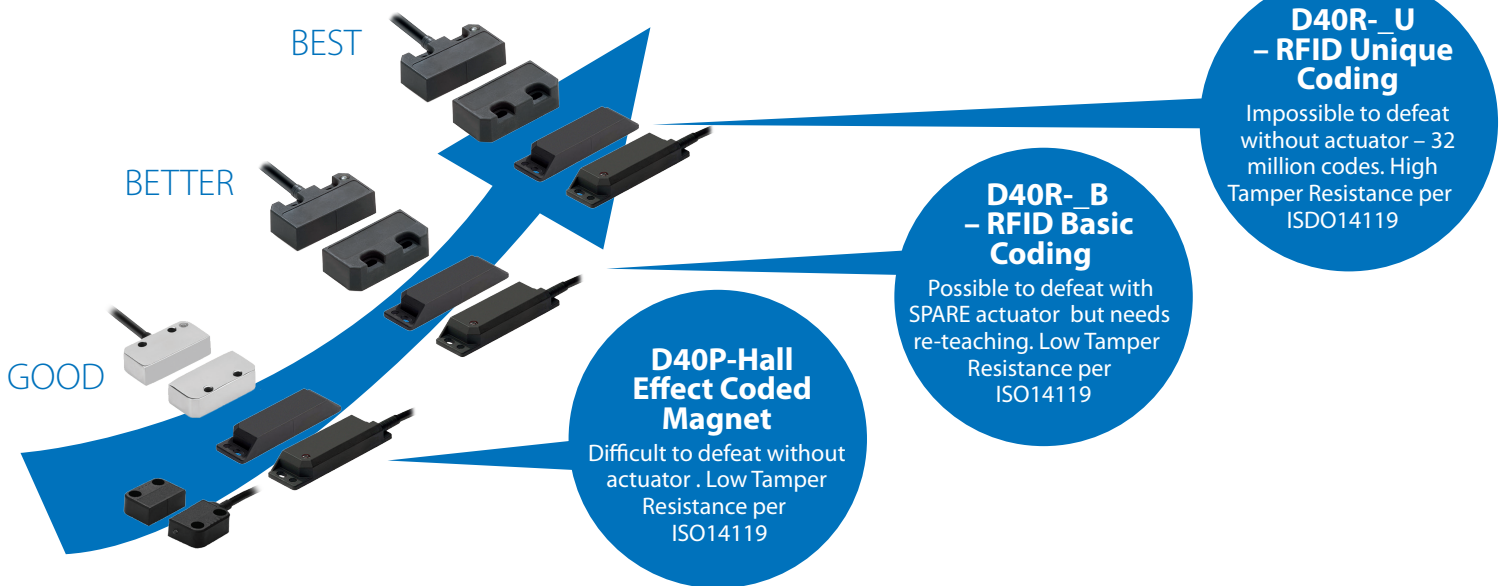 BEST
BETTER
GOOD
D40R-_U
– RFID Unique
Coding
Impossible to defeat
without actuator – 32
million codes. High
Tamper Resistance per
ISDO14119
D40R-_B
– RFID Basic
Coding
Possible to defeat with
SPARE actuator but needs
re-teaching. Low Tamper
Resistance per
ISO14119
D40P-Hall
Effect Coded
Magnet
Difficult to defeat without
actuator . Low Tamper
Resistance per
ISO14119